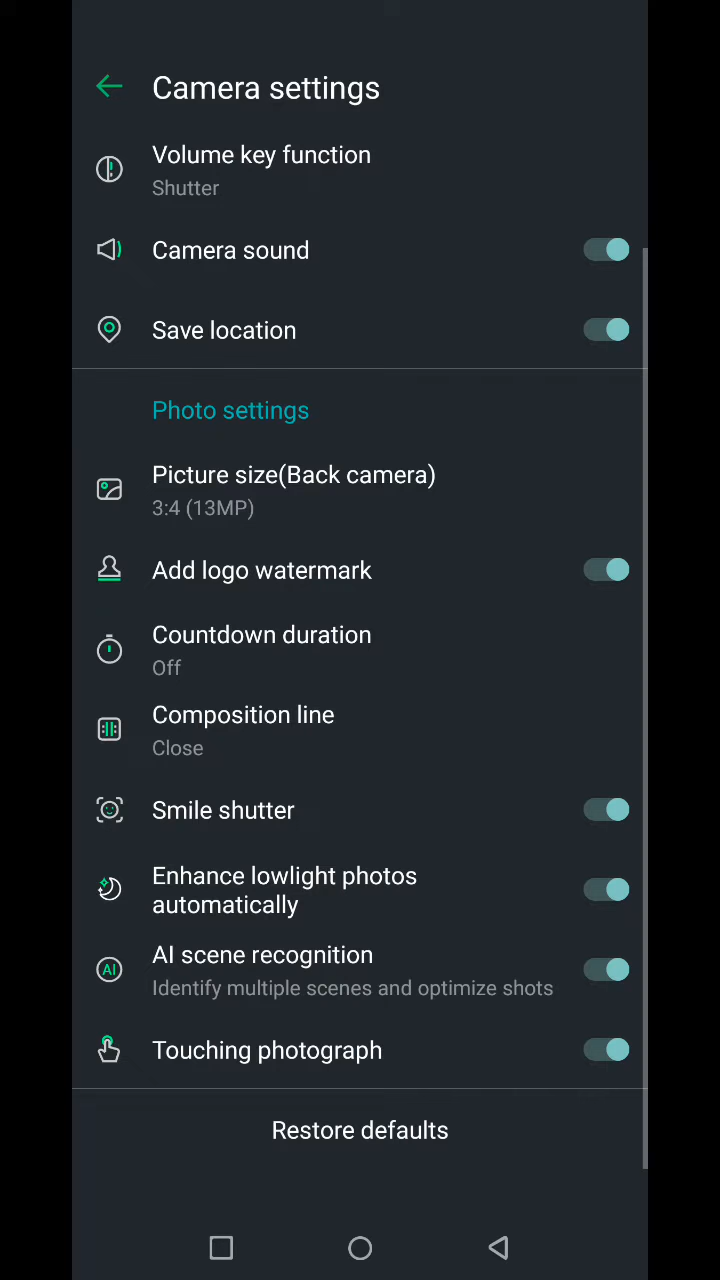 Camera settings
Volume key function
Shutter
Camera sound
Save location
Photo settings
Picture size(Back camera)
3:4 (13MP)
Add logo watermark
Countdown duration
Off
Composition line
Close
Smile shutter
Enhance lowlight photos
automatically
AI scene recognition
AI
Identify multiple scenes and optimize shots
Touching photograph
Restore defaults